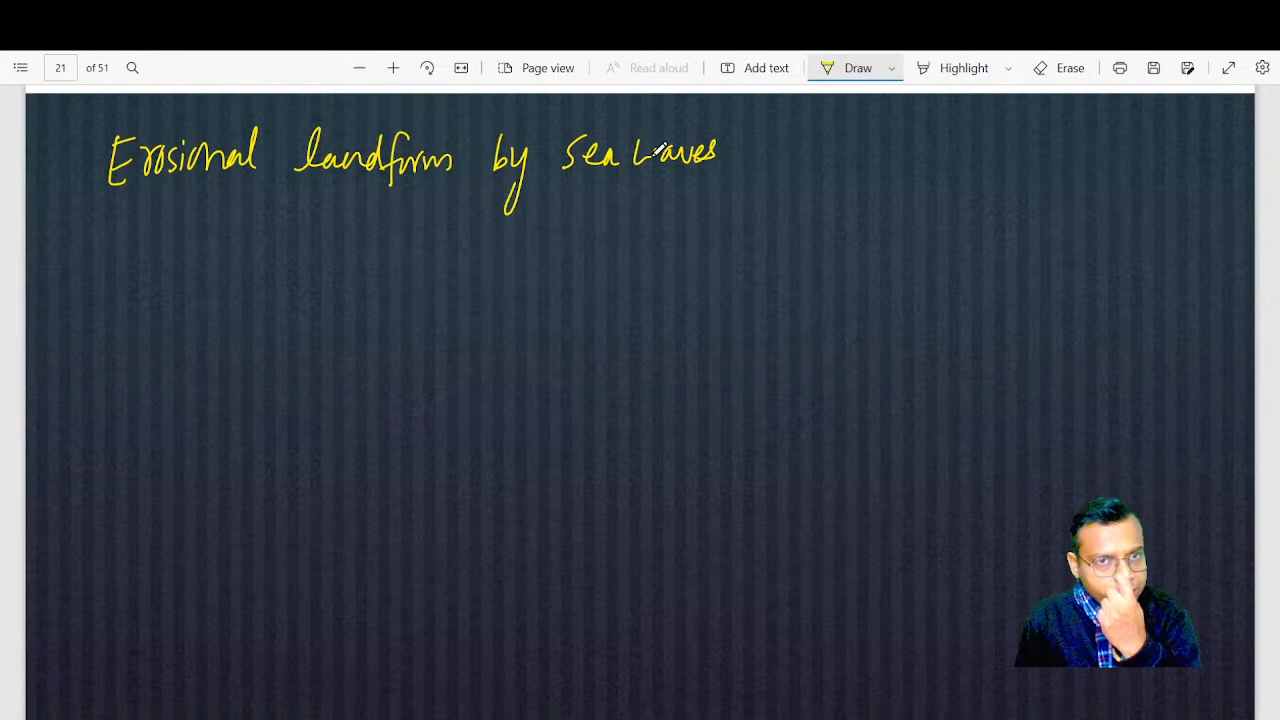 21 of 51 Page view Read aloud Add text Draw Highlight Erase
Erosional landform by Sea Waves